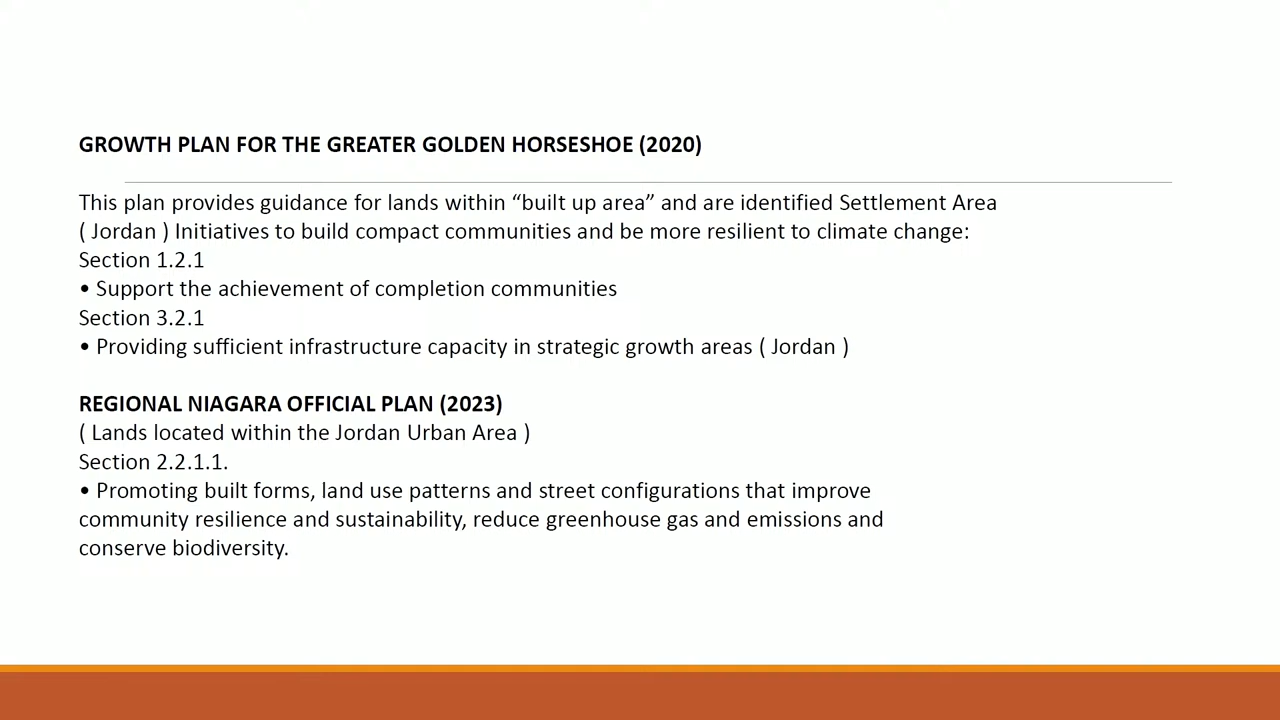 GROWTH PLAN FOR THE GREATER GOLDEN HORSESHOE (2020)
This plan provides guidance for lands within “built up area” and are identified Settlement Area
( Jordan ) Initiatives to build compact communities and be more resilient to climate change:
Section 1.2.1
• Support the achievement of completion communities
Section 3.2.1
• Providing sufficient infrastructure capacity in strategic growth areas ( Jordan )
REGIONAL NIAGARA OFFICIAL PLAN (2023)
( Lands located within the Jordan Urban Area )
Section 2.2.1.1.
• Promoting built forms, land use patterns and street configurations that improve
community resilience and sustainability, reduce greenhouse gas and emissions and
conserve biodiversity.